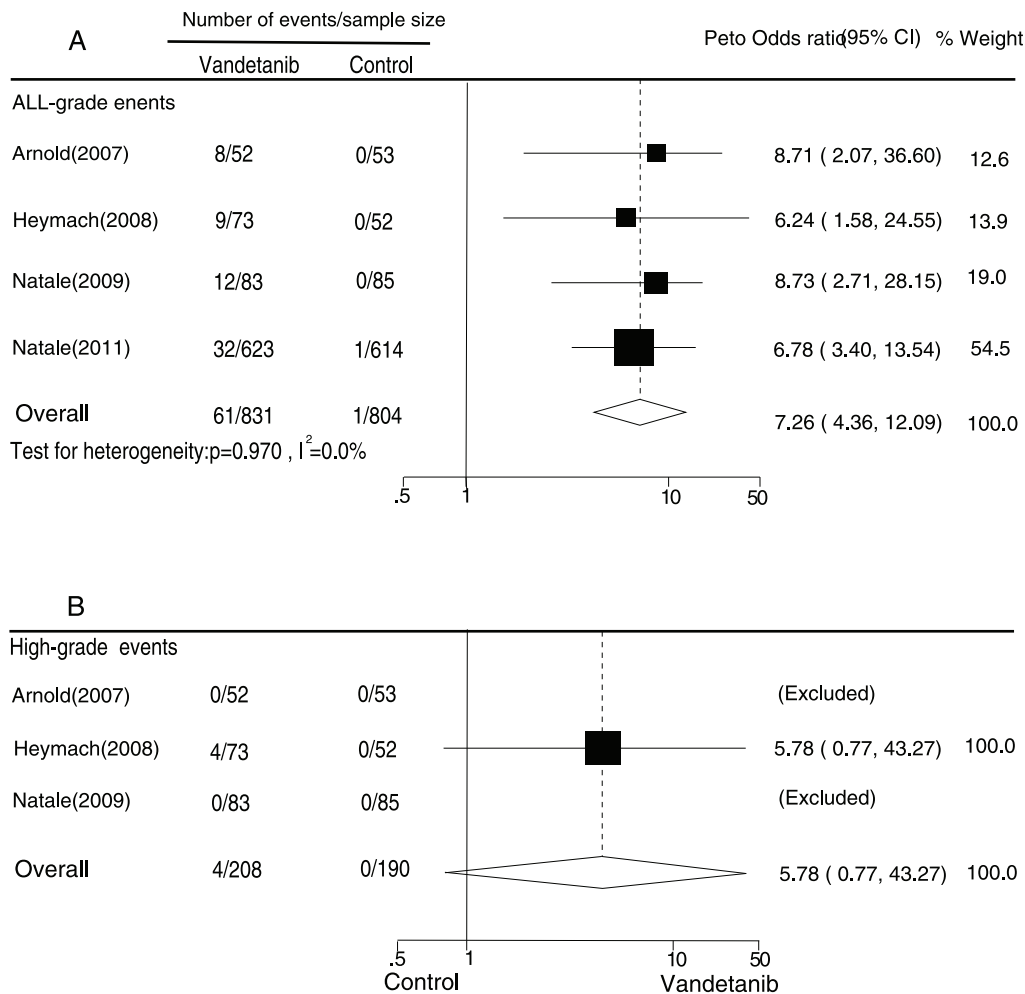 Number of events/sample size
A
Peto Odds ratio(95% CI) % Weight
Vandetanib Control
ALL-grade enents
Arnold(2007) 8/52 0/53 8.71 ( 2.07, 36.60) 12.6
Heymach(2008) 9/73 0/52 6.24 ( 1.58, 24.55) 13.9
Natale(2009) 12/83 0/85 8.73 ( 2.71, 28.15) 19.0
Natale(2011) 32/623 1/614 6.78 ( 3.40, 13.54) 54.5
Overall 61/831 1/804 7.26 ( 4.36, 12.09) 100.0
Test for heterogeneity:p=0.970 , I²=0.0%
.5 1 10 50
B
High-grade events
Arnold(2007) 0/52 0/53 (Excluded)
Heymach(2008) 4/73 0/52 5.78 ( 0.77, 43.27) 100.0
Natale(2009) 0/83 0/85 (Excluded)
Overall 4/208 0/190 5.78 ( 0.77, 43.27) 100.0
.5 1 10 50
Control Vandetanib